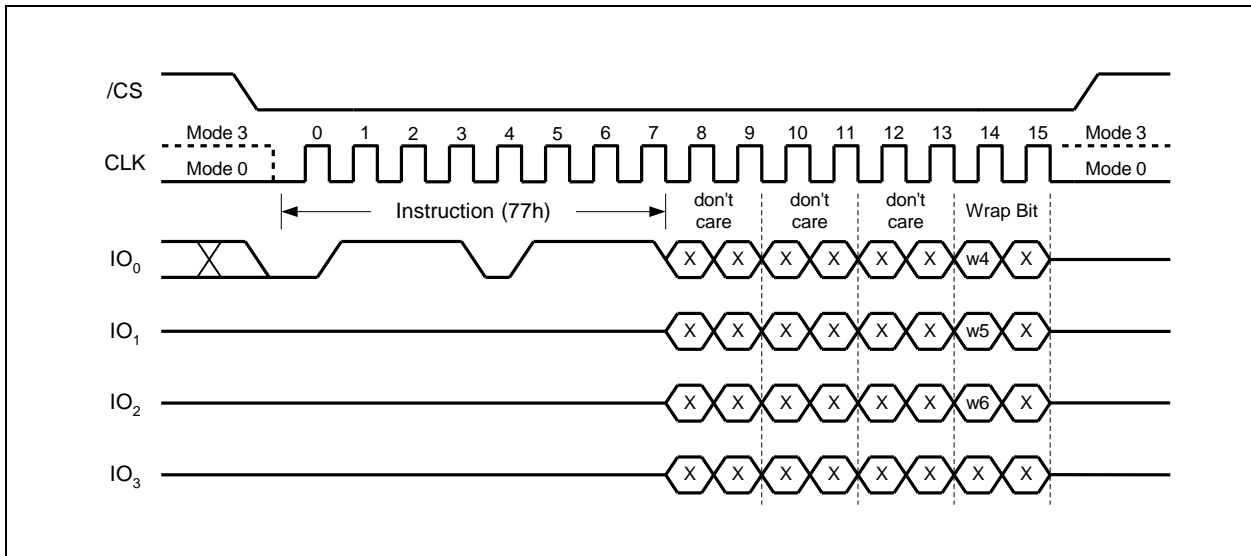 /CS
Mode 3 0 1 2 3 4 5 6 7 8 9 10 11 12 13 14 15 Mode 3
CLK
Mode 0 Mode 0
Instruction (77h)
don't care
don't care
don't care
Wrap Bit
IO0 X X X X X X w4 X
IO1 X X X X X X w5 X
IO2 X X X X X X w6 X
IO3 X X X X X X X X